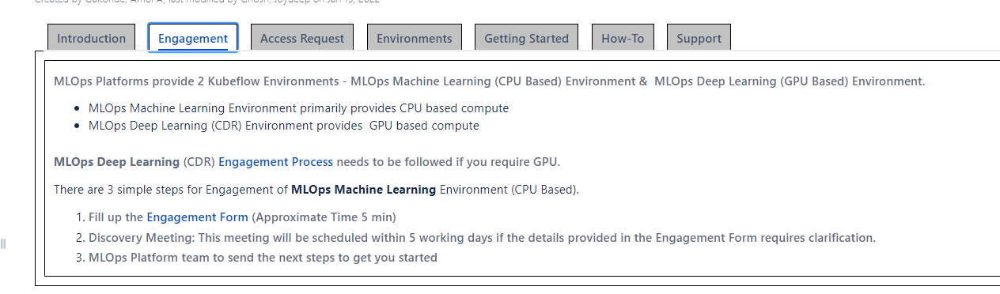 Created by Gaitonde, Amol A, last modified by Ghosh, Joydeep on Jan 19, 2022
Introduction Engagement Access Request Environments Getting Started How-To Support
MLOps Platforms provide 2 Kubeflow Environments - MLOps Machine Learning (CPU Based) Environment & MLOps Deep Learning (GPU Based) Environment.
• MLOps Machine Learning Environment primarily provides CPU based compute
• MLOps Deep Learning (CDR) Environment provides GPU based compute
MLOps Deep Learning (CDR) Engagement Process needs to be followed if you require GPU.
There are 3 simple steps for Engagement of MLOps Machine Learning Environment (CPU Based).
1. Fill up the Engagement Form (Approximate Time 5 min)
2. Discovery Meeting: This meeting will be scheduled within 5 working days if the details provided in the Engagement Form requires clarification.
3. MLOps Platform team to send the next steps to get you started